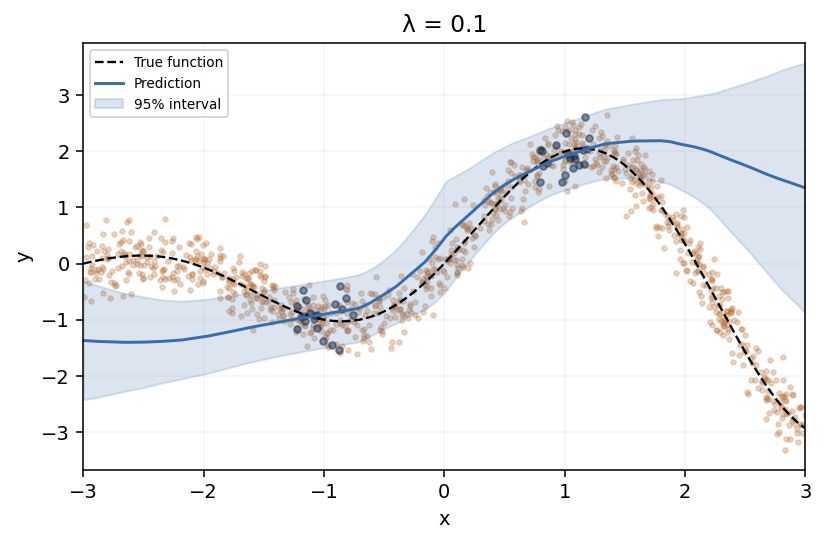 λ = 0.1
True function
Prediction
95% interval
y
3
2
1
0
−1
−2
−3
−3 −2 −1 0 1 2 3
x